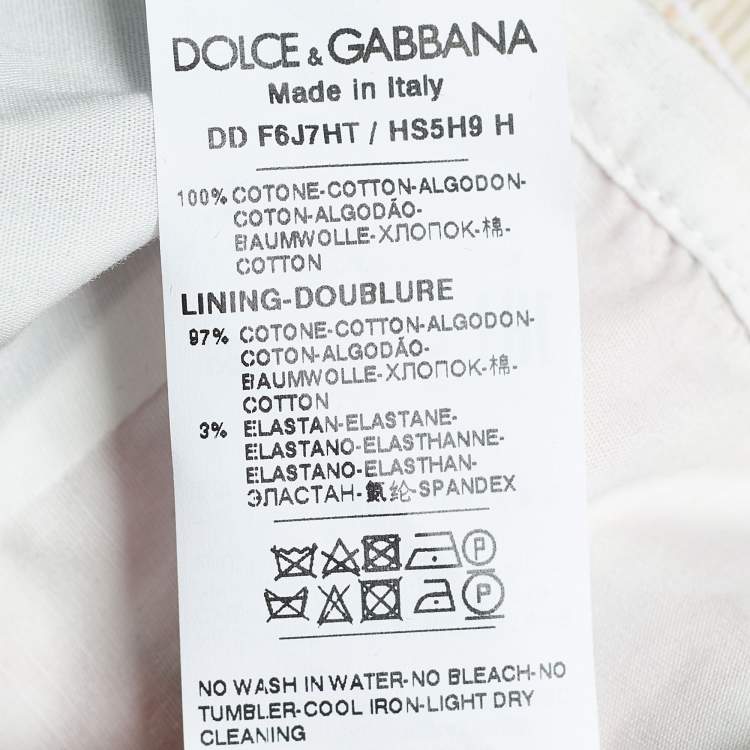 DOLCE & GABBANA
Made in Italy
DD F6J7HT / HS5H9 H
100% COTONE-COTTON-ALGODON-
COTON-ALGODÃO-
BAUMWOLLE-ХЛОПОК-棉-
COTTON
LINING-DOUBLURE
97% COTONE-COTTON-ALGODON-
COTON-ALGODÃO-
BAUMWOLLE-ХЛОПОК-棉-
COTTON
3% ELASTAN-ELASTANE-
ELASTANO-ELASTHANNE-
ELASTANO-ELASTHAN-
ЭЛАСТАН-氨纶-SPANDEX
P
P
NO WASH IN WATER-NO BLEACH-NO
TUMBLER-COOL IRON-LIGHT DRY
CLEANING